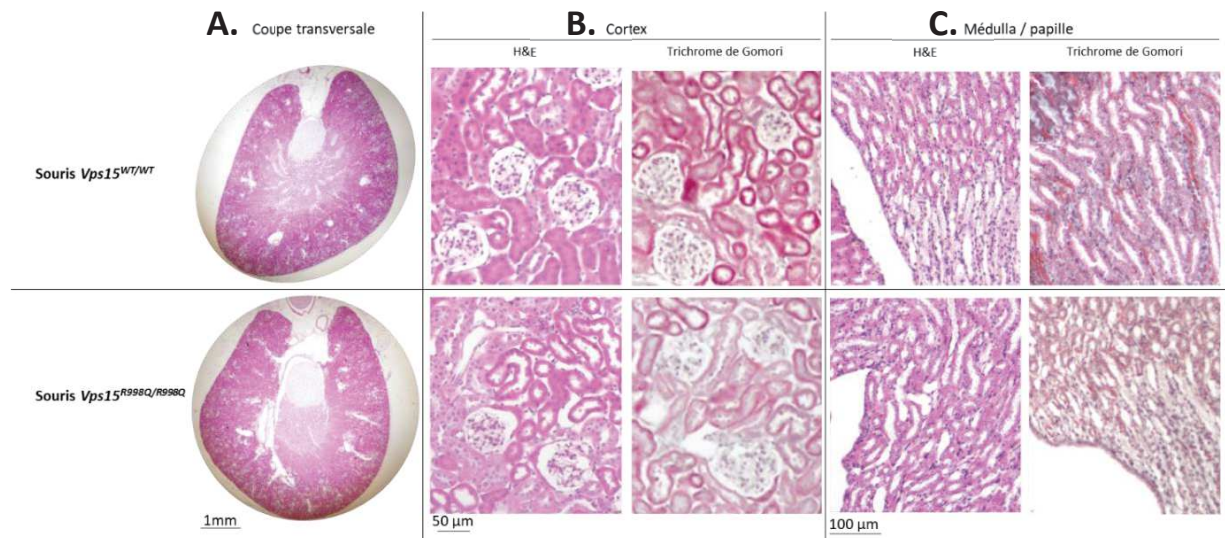 A. Coupe transversale
B. Cortex
C. Médulla / papille
H&E
Trichrome de Gomori
H&E
Trichrome de Gomori
Souris Vps15WT/WT
Souris Vps15R998Q/R998Q
1mm
50 µm
100 µm